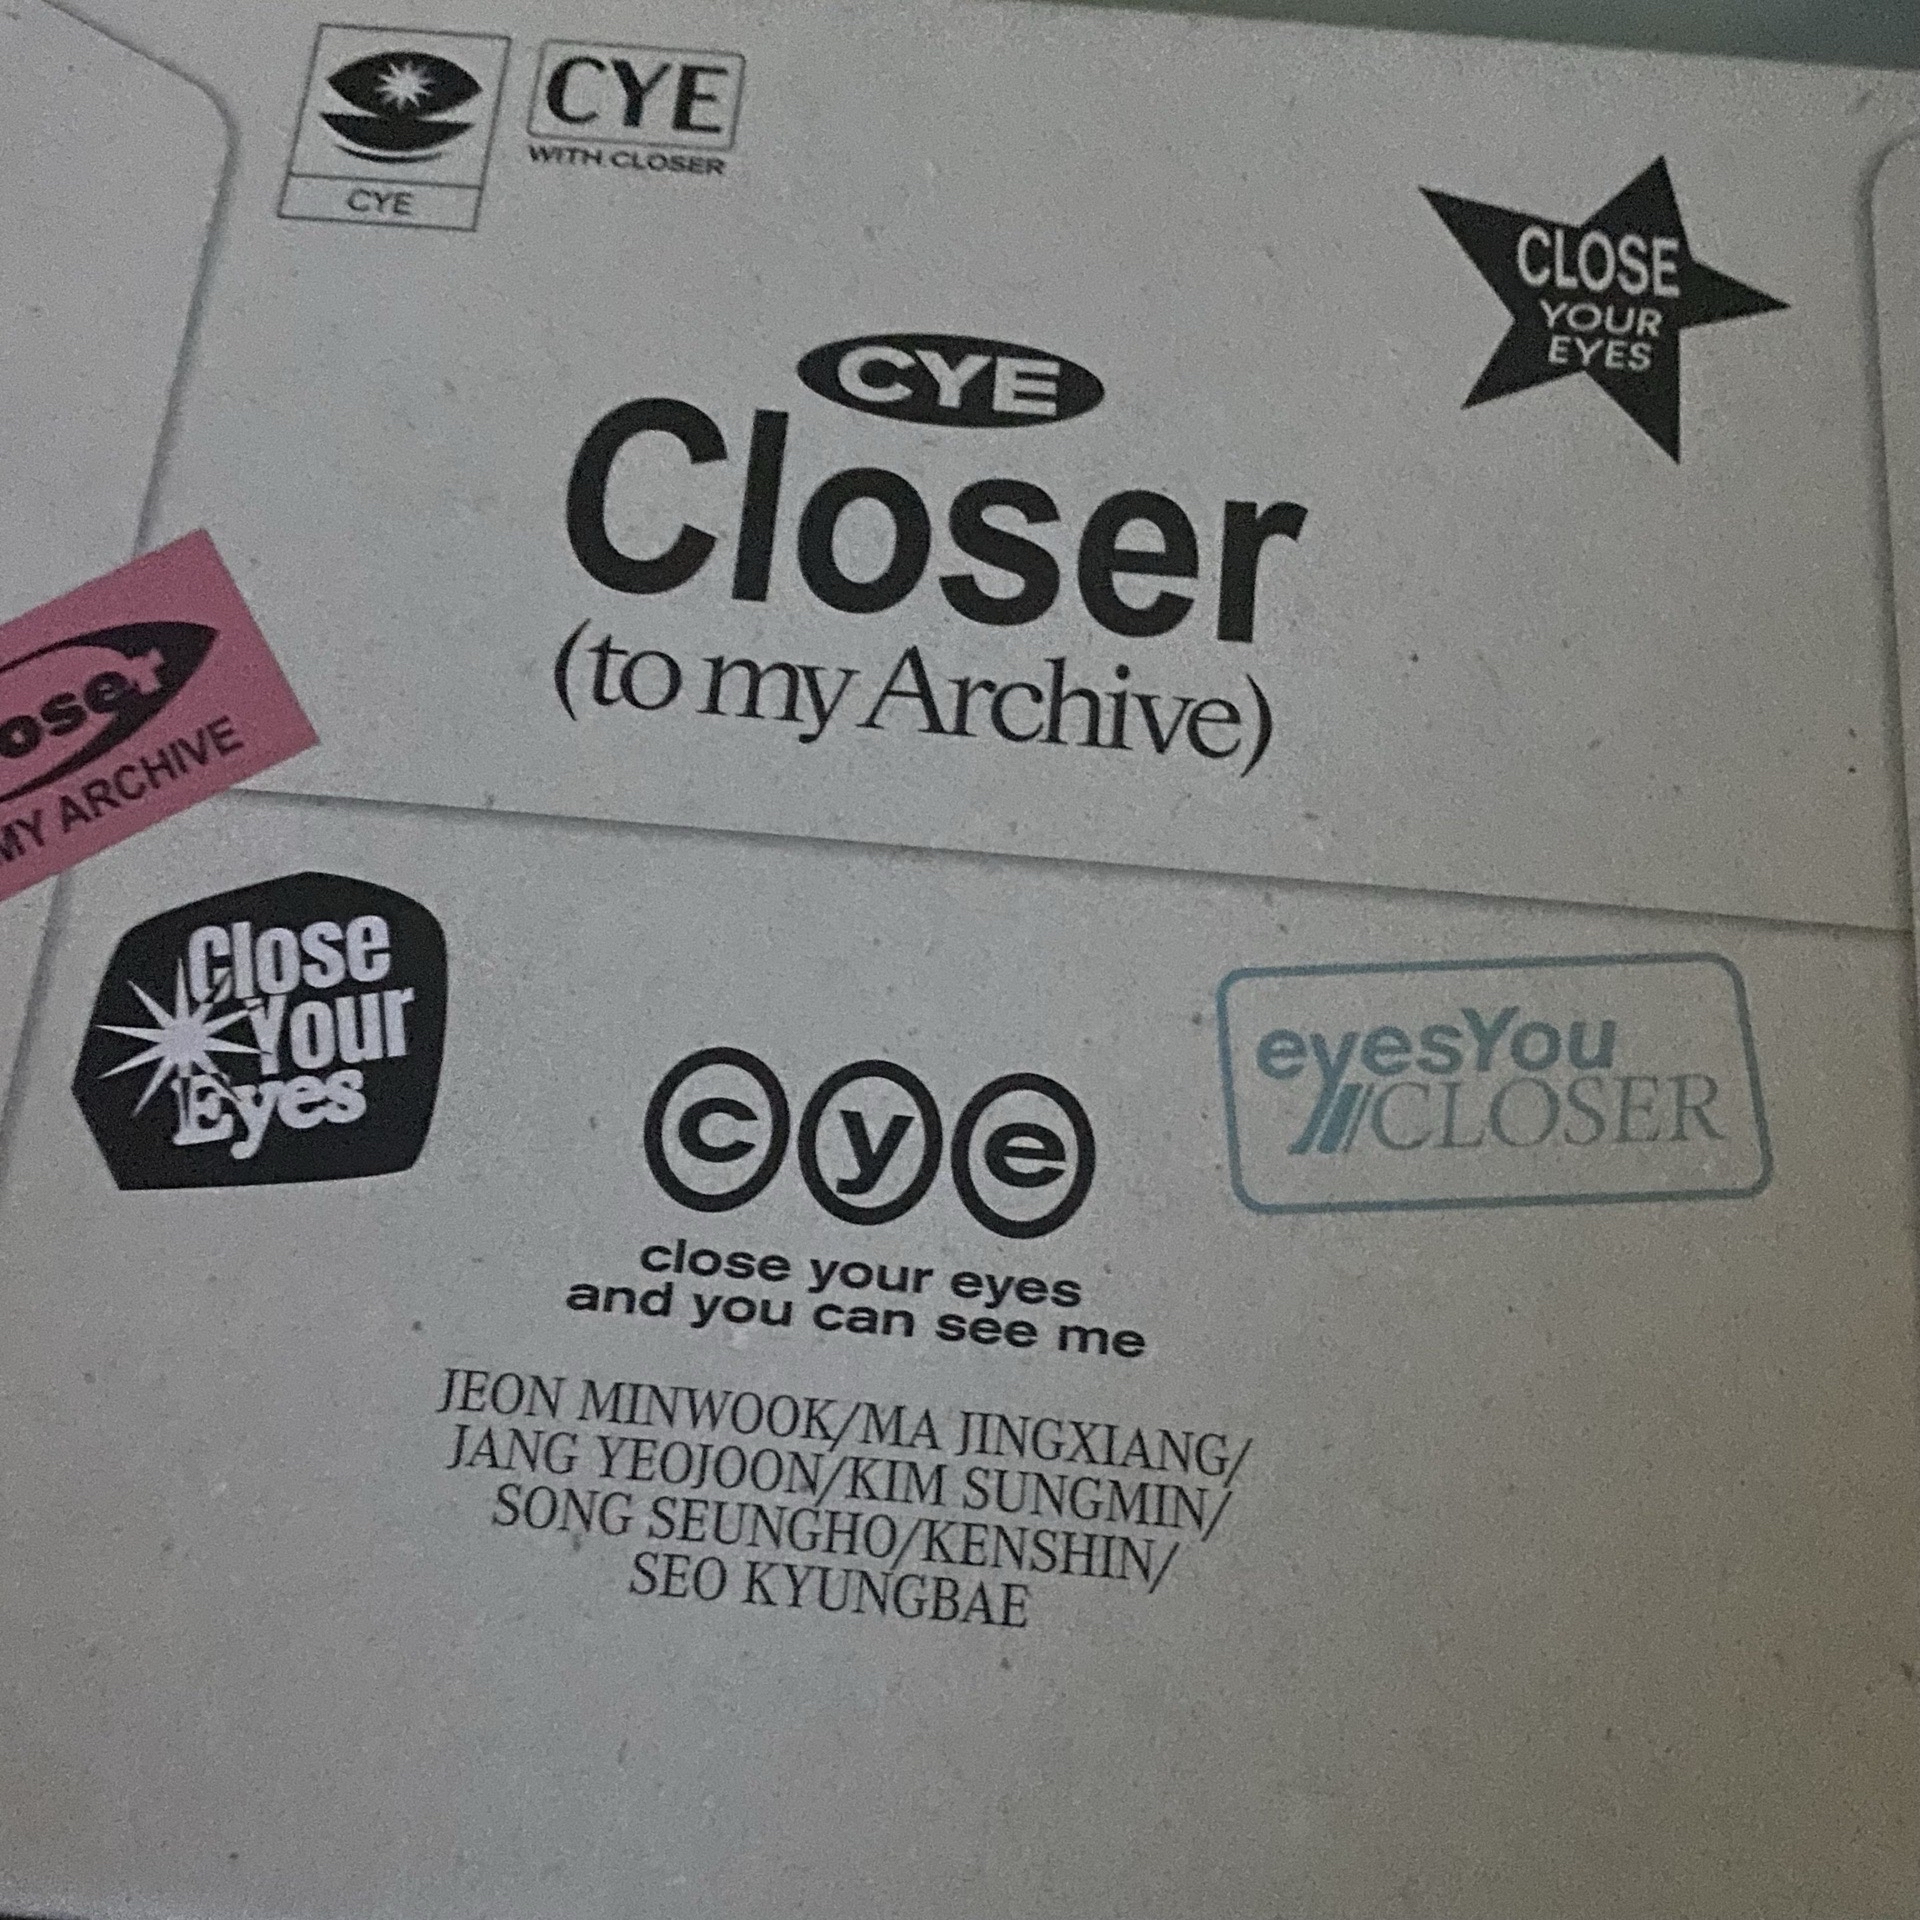 CYE
CYE
WITH CLOSER
CLOSE
YOUR
EYES
CYE
Closer
(to my Archive)
MY ARCHIVE
Close
Your
Eyes
eyesYou
CLOSER
cye
close your eyes
and you can see me
JEON MINWOOK/MA JINGXIANG/
JANG YEOJOON/KIM SUNGMIN/
SONG SEUNGHO/KENSHIN/
SEO KYUNGBAE